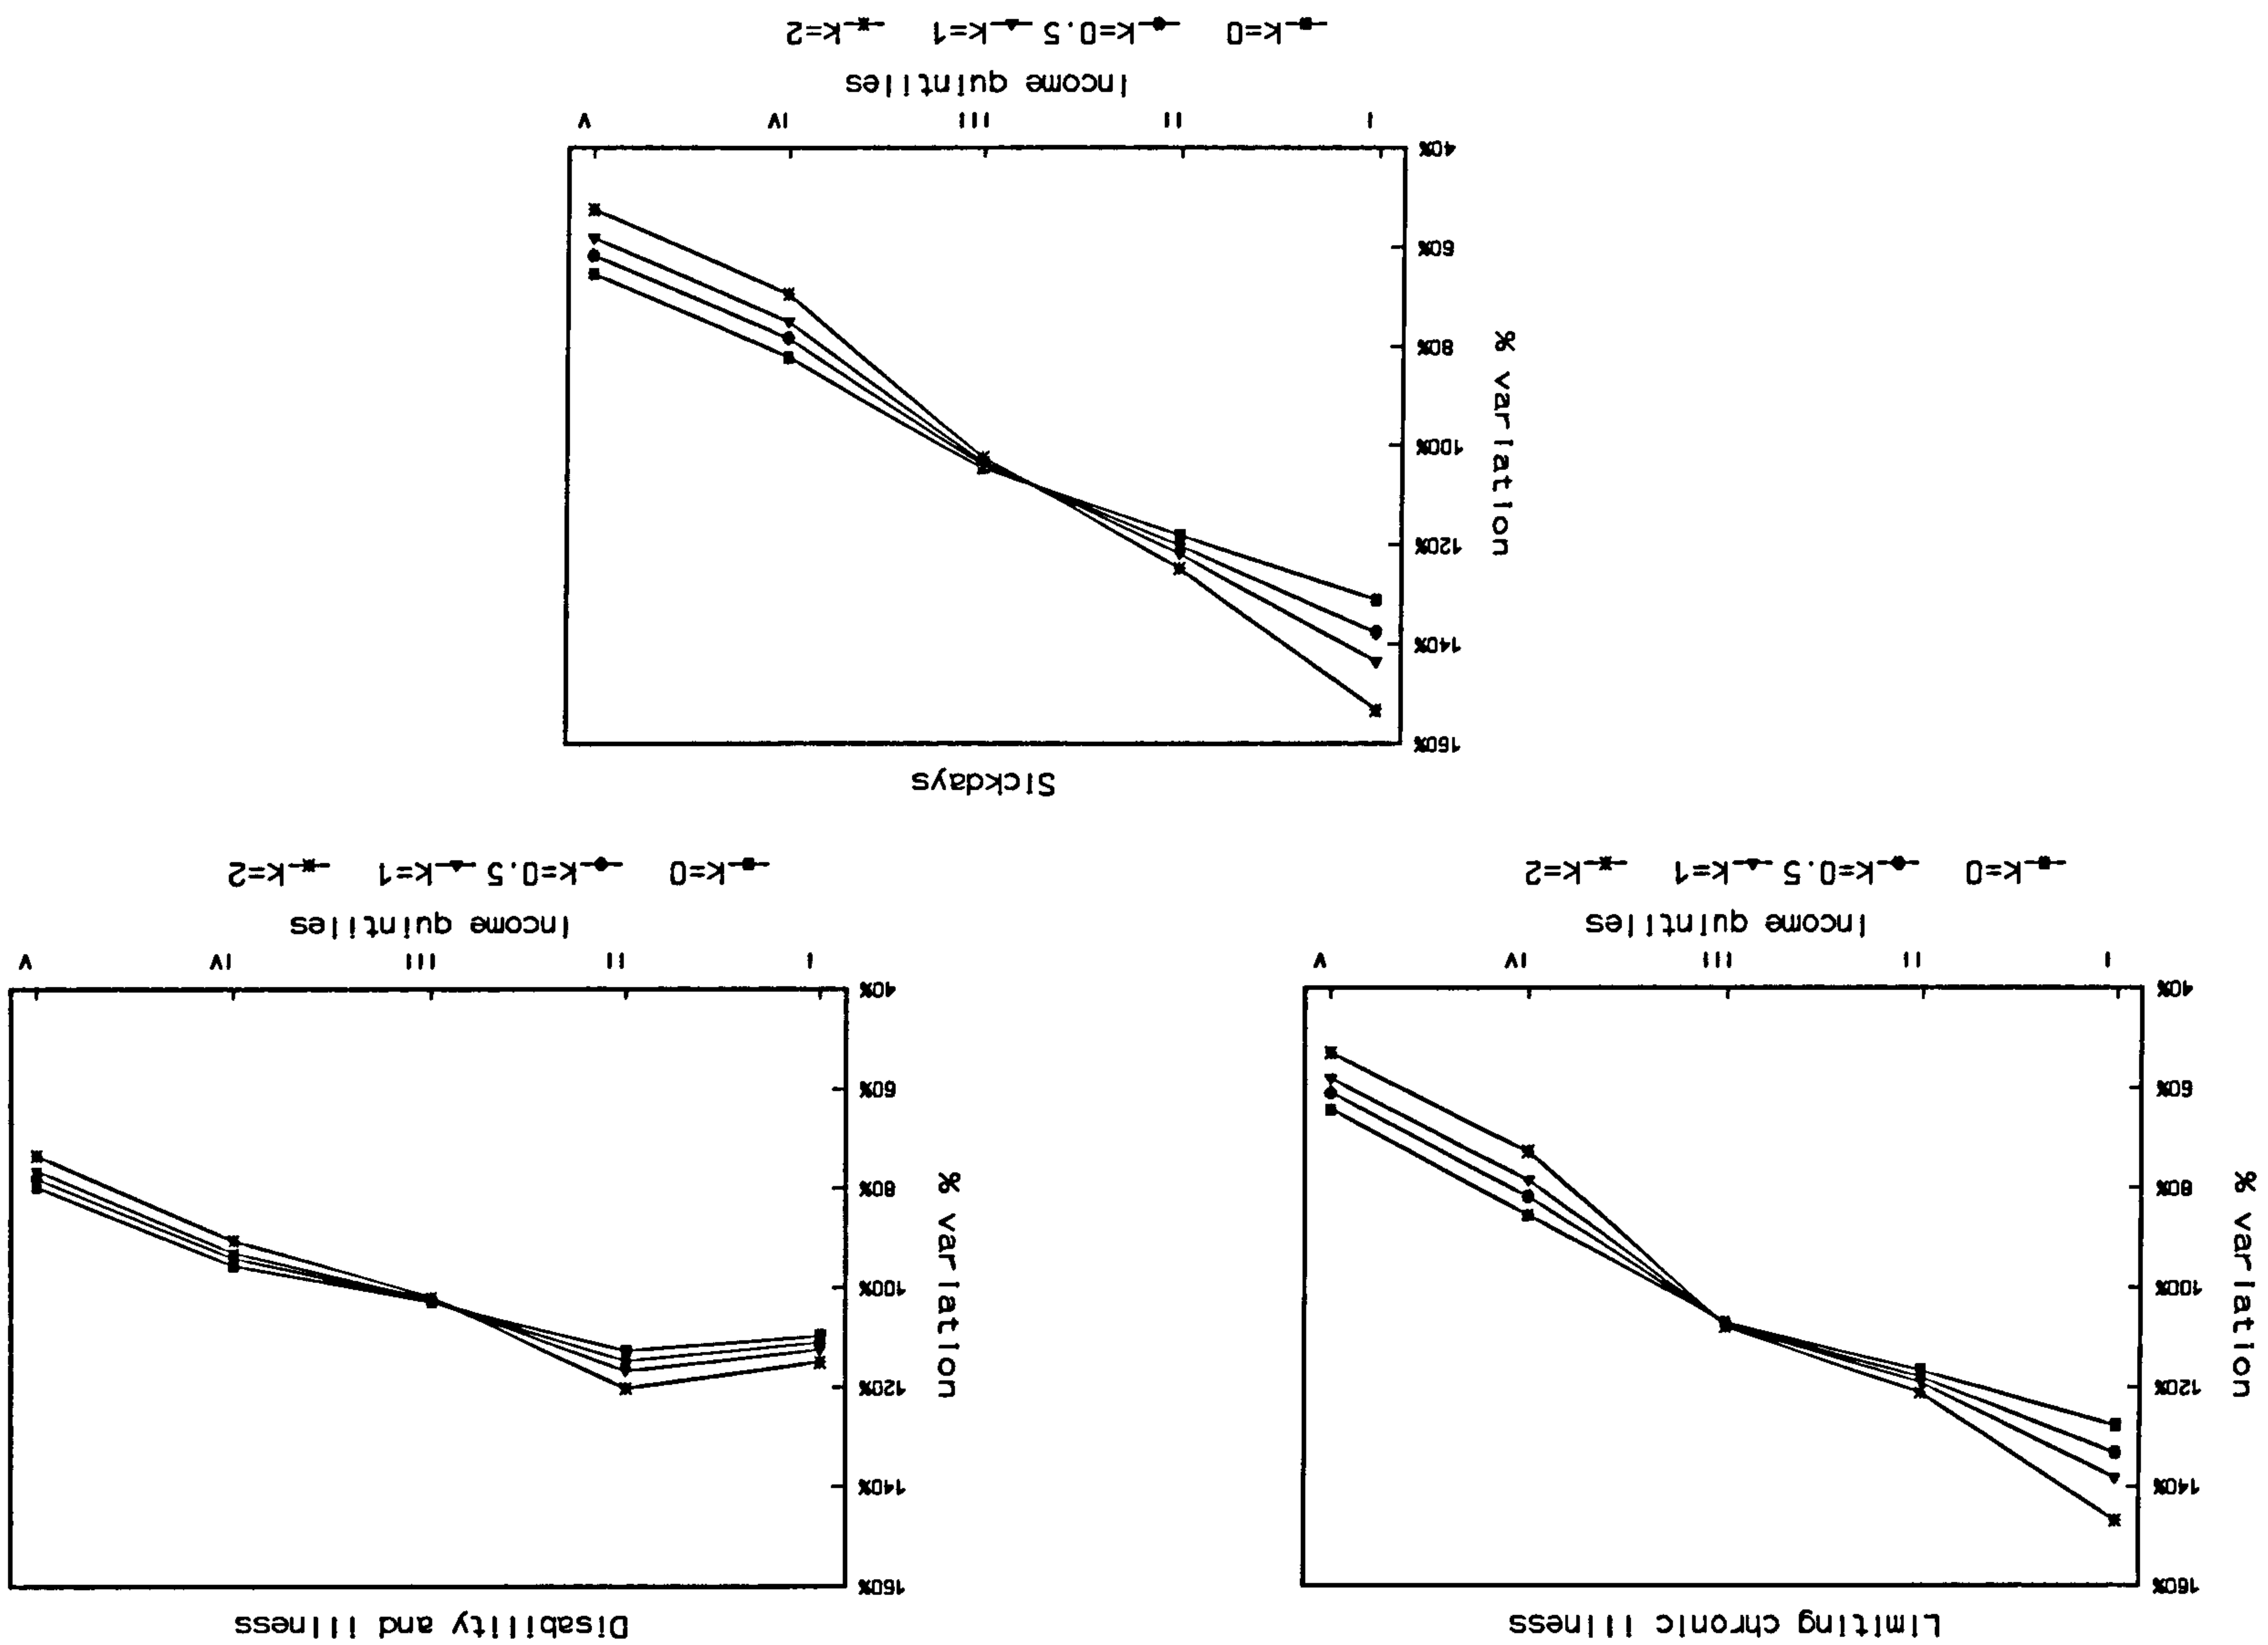 Limiting chronic illness
% variation
160%
140%
120%
100%
80%
60%
40%
I II III IV V
Income quintiles
k=0 k=0.5 k=1 k=2
Disability and illness
% variation
160%
140%
120%
100%
80%
60%
40%
I II III IV V
Income quintiles
k=0 k=0.5 k=1 k=2
Sickdays
% variation
160%
140%
120%
100%
80%
60%
40%
I II III IV V
Income quintiles
k=0 k=0.5 k=1 k=2